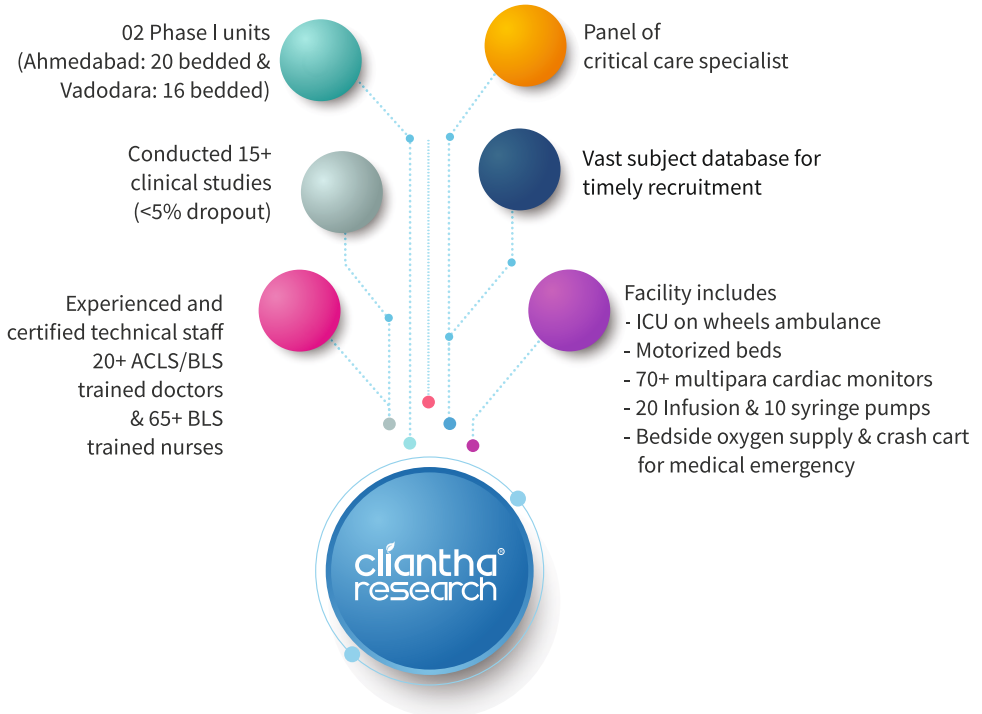 02 Phase I units
(Ahmedabad: 20 bedded &
Vadodara: 16 bedded)
Conducted 15+
clinical studies
(<5% dropout)
Experienced and
certified technical staff
20+ ACLS/BLS
trained doctors
& 65+ BLS
trained nurses
Panel of
critical care specialist
Vast subject database for
timely recruitment
Facility includes
- ICU on wheels ambulance
- Motorized beds
- 70+ multipara cardiac monitors
- 20 Infusion & 10 syringe pumps
- Bedside oxygen supply & crash cart
for medical emergency
cliantha®
research